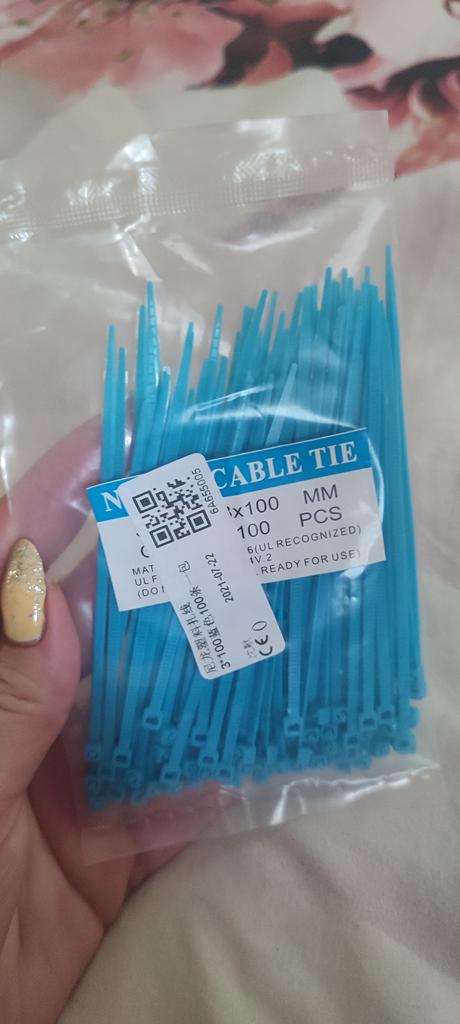 N CABLE TIE
3x100 MM
100 PCS
MAT 6(UL RECOGNIZED)
UL F 4V.2
(DO N . READY FOR USE)
6A655005
尼龙塑料扎线
3*100蓝色,100条一包
2021-07-22
CE